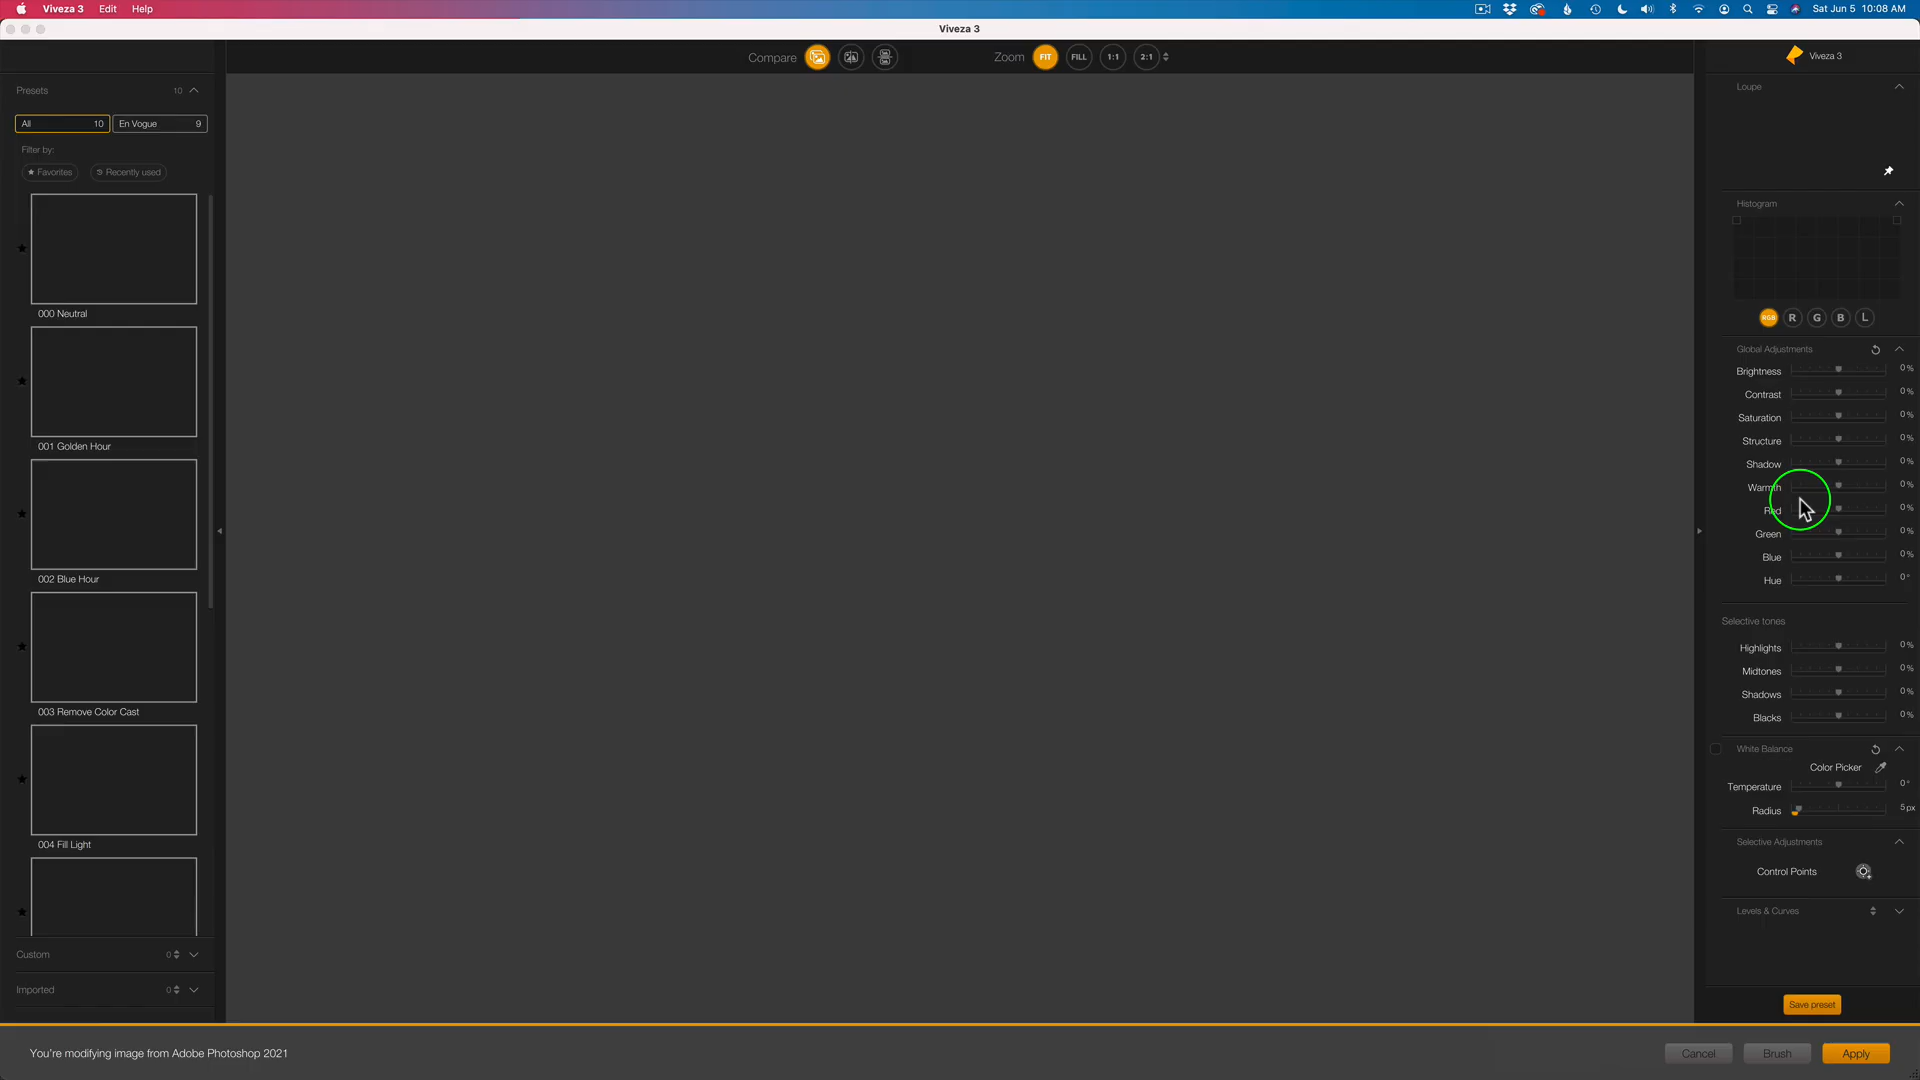 Viveza 3 Edit Help Sat Jun 5 10:08 AM
Viveza 3
Compare Zoom FIT FILL 1:1 2:1
Viveza 3
Presets 10
All 10 En Vogue 9
Filter by:
Favorites Recently used
000 Neutral
001 Golden Hour
002 Blue Hour
003 Remove Color Cast
004 Fill Light
Custom 0
Imported 0
Loupe
Histogram
RGB R G B L
Global Adjustments
Brightness 0 %
Contrast 0 %
Saturation 0 %
Structure 0 %
Shadow 0 %
Warmth 0 %
Red 0 %
Green 0 %
Blue 0 %
Hue 0 °
Selective tones
Highlights 0 %
Midtones 0 %
Shadows 0 %
Blacks 0 %
White Balance
Color Picker
Temperature 0 °
Radius 5 px
Selective Adjustments
Control Points
Levels & Curves
Save preset
You're modifying image from Adobe Photoshop 2021
Cancel Brush Apply